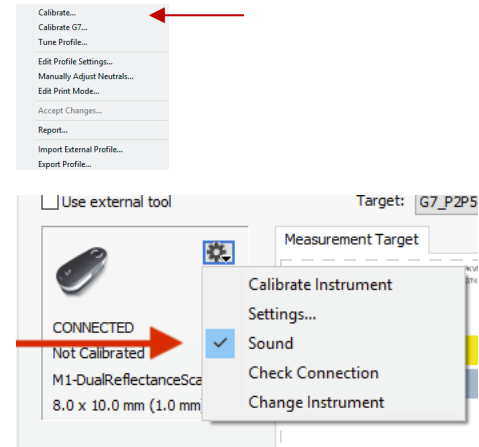 Calibrate...
Calibrate G7...
Tune Profile...
Edit Profile Settings...
Manually Adjust Neutrals...
Edit Print Mode...
Accept Changes...
Report...
Import External Profile...
Export Profile...
Use external tool
Target: G7_P2P5
Measurement Target
CONNECTED
Not Calibrated
M1-DualReflectanceSca
8.0 x 10.0 mm (1.0 mm
Calibrate Instrument
Settings...
Sound
Check Connection
Change Instrument